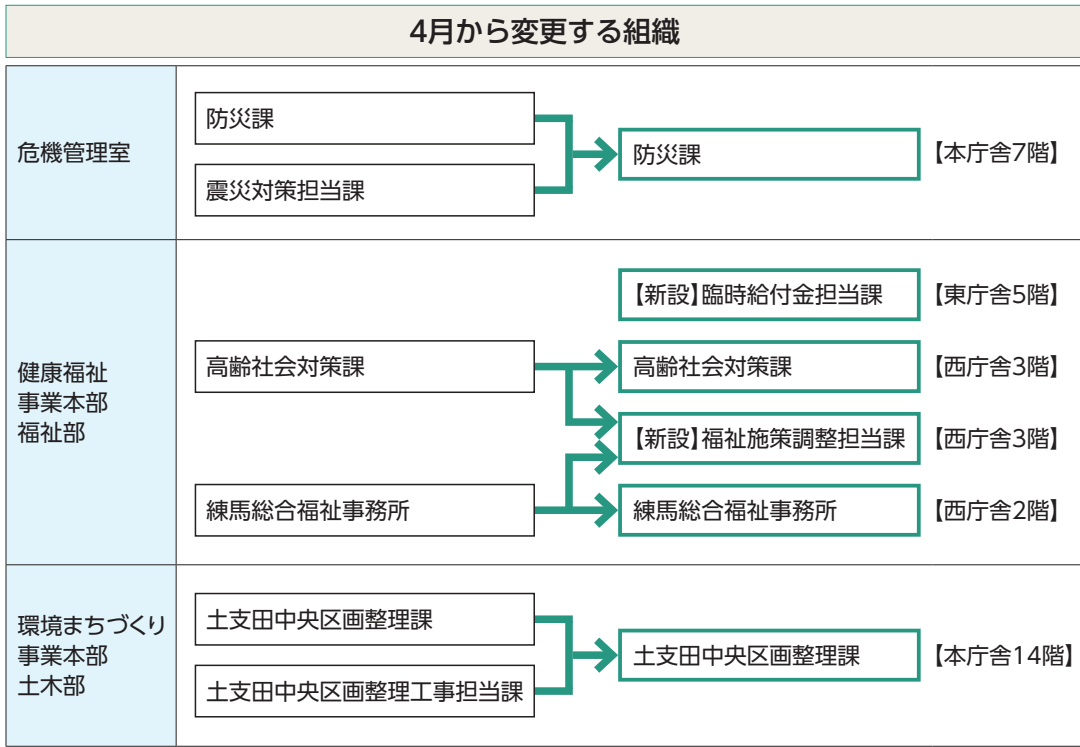 4月から変更する組織
危機管理室
防災課
震災対策担当課
防災課
【本庁舎7階】
健康福祉
事業本部
福祉部
高齢社会対策課
練馬総合福祉事務所
【新設】臨時給付金担当課
【東庁舎5階】
高齢社会対策課
【西庁舎3階】
【新設】福祉施策調整担当課
【西庁舎3階】
練馬総合福祉事務所
【西庁舎2階】
環境まちづくり
事業本部
土木部
土支田中央区画整理課
土支田中央区画整理工事担当課
土支田中央区画整理課
【本庁舎14階】